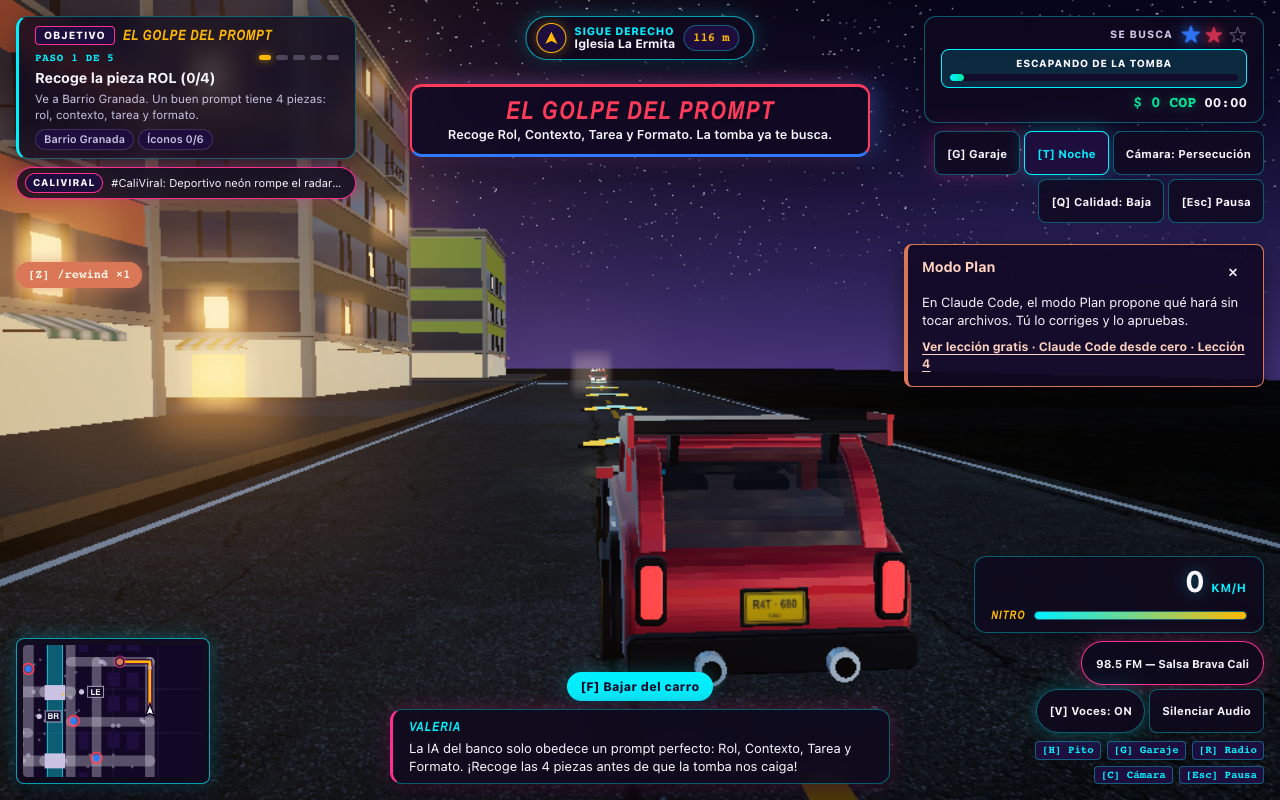 OBJETIVO EL GOLPE DEL PROMPT
PASO 1 DE 5
Recoge la pieza ROL (0/4)
Ve a Barrio Granada. Un buen prompt tiene 4 piezas:
rol, contexto, tarea y formato.
Barrio Granada Íconos 0/6
CALIVIRAL #CaliViral: Deportivo neón rompe el radar...
[Z] /rewind ×1
SIGUE DERECHO
Iglesia La Ermita
116 m
EL GOLPE DEL PROMPT
Recoge Rol, Contexto, Tarea y Formato. La tomba ya te busca.
SE BUSCA
ESCAPANDO DE LA TOMBA
$ 0 COP 00:00
[G] Garaje [T] Noche Cámara: Persecución
[Q] Calidad: Baja [Esc] Pausa
Modo Plan ×
En Claude Code, el modo Plan propone qué hará sin
tocar archivos. Tú lo corriges y lo apruebas.
Ver lección gratis · Claude Code desde cero · Lección
4
R4T · 680
LE
BR
[F] Bajar del carro
VALERIA
La IA del banco solo obedece un prompt perfecto: Rol, Contexto, Tarea y
Formato. ¡Recoge las 4 piezas antes de que la tomba nos caiga!
0 KM/H
NITRO
98.5 FM — Salsa Brava Cali
[V] Voces: ON Silenciar Audio
[H] Pito [G] Garaje [R] Radio
[C] Cámara [Esc] Pausa